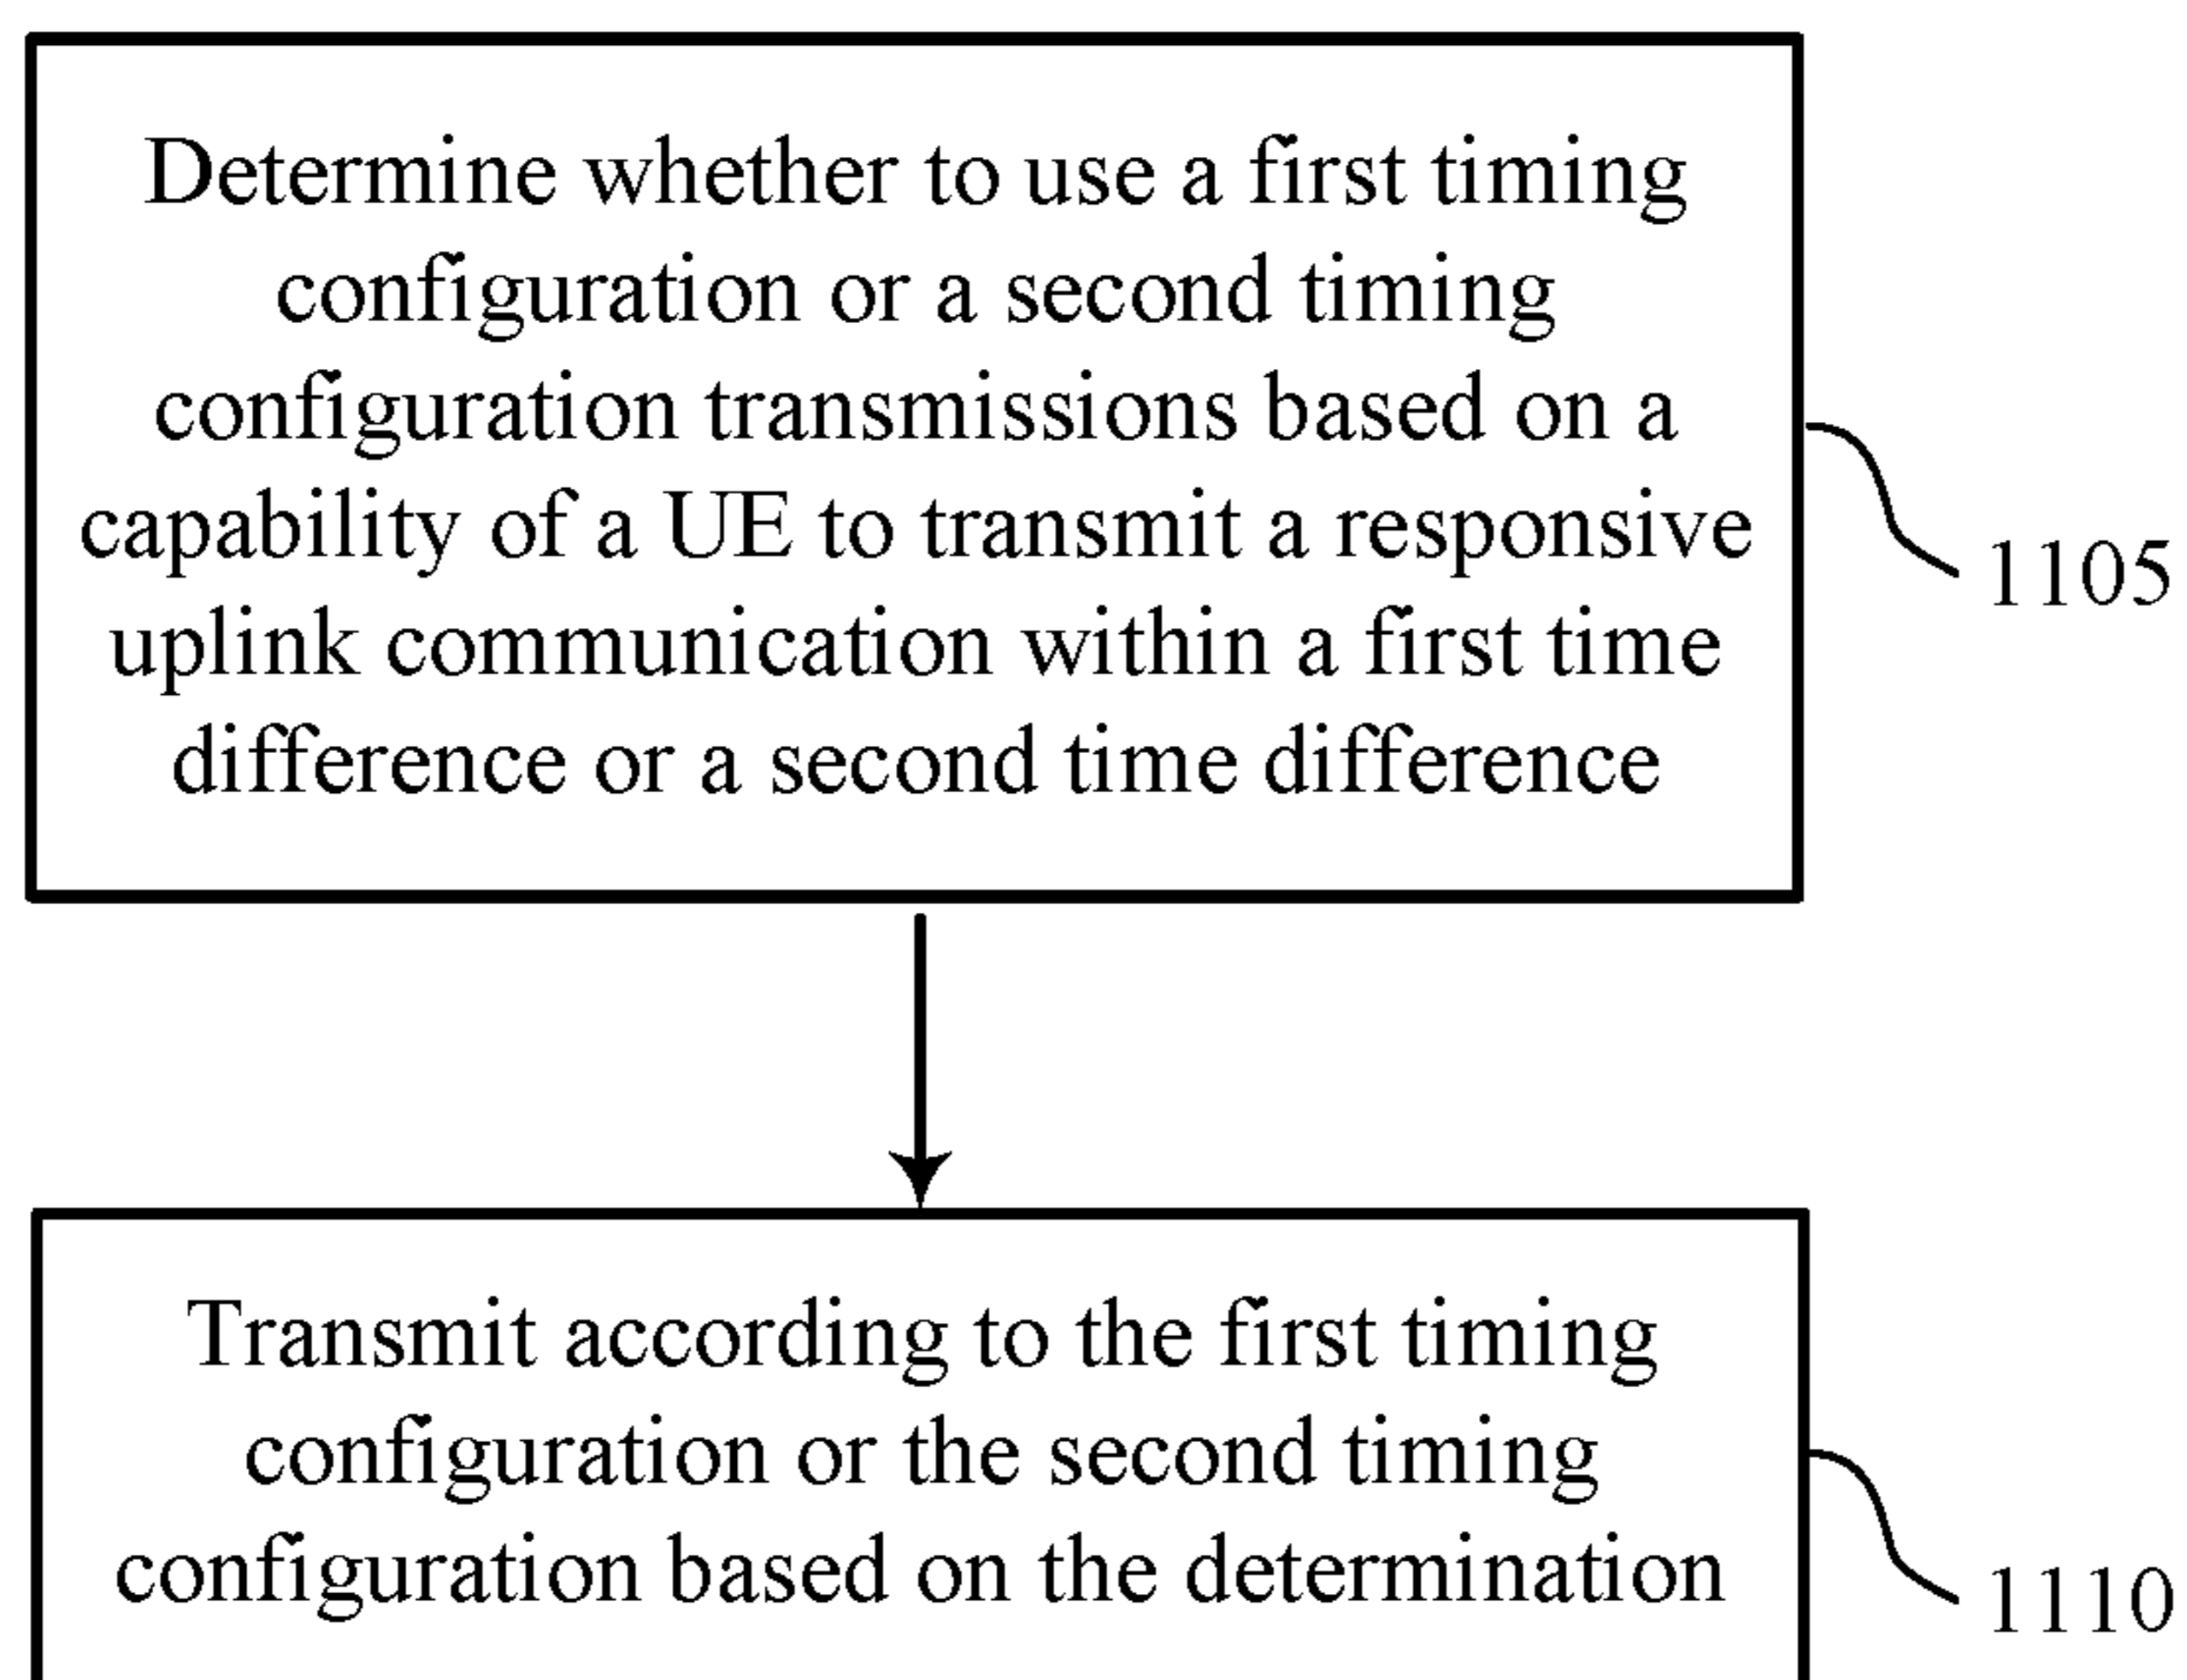 Determine whether to use a first timing
configuration or a second timing
configuration transmissions based on a
capability of a UE to transmit a responsive
uplink communication within a first time
difference or a second time difference
1105
Transmit according to the first timing
configuration or the second timing
configuration based on the determination
1110